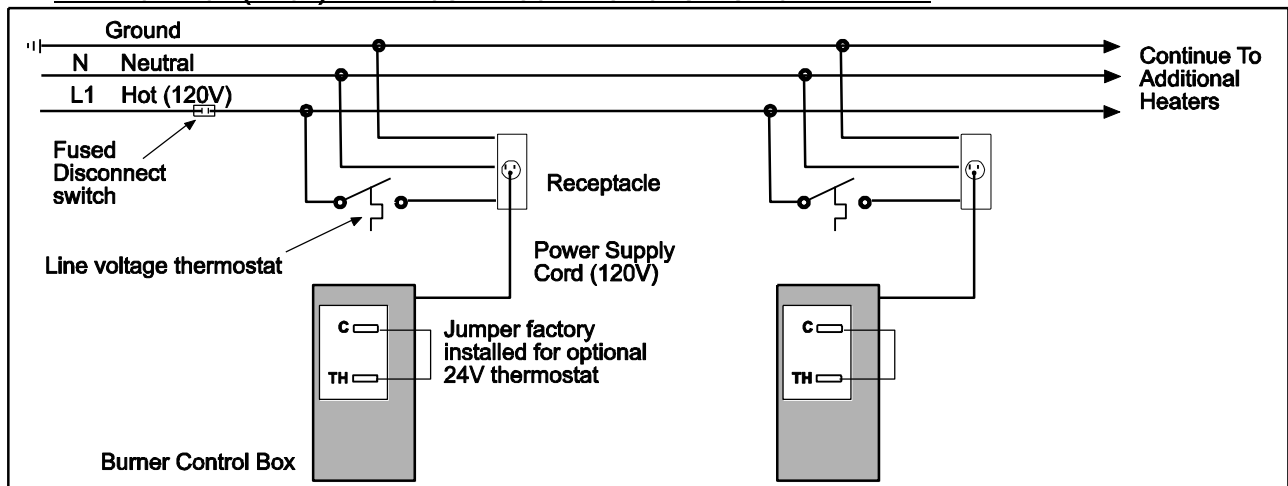 Ground
N Neutral
L1 Hot (120V)
Continue To
Additional
Heaters
Fused
Disconnect
switch
Receptacle
Line voltage thermostat
Power Supply
Cord (120V)
C
TH
Jumper factory
installed for optional
24V thermostat
C
TH
Burner Control Box